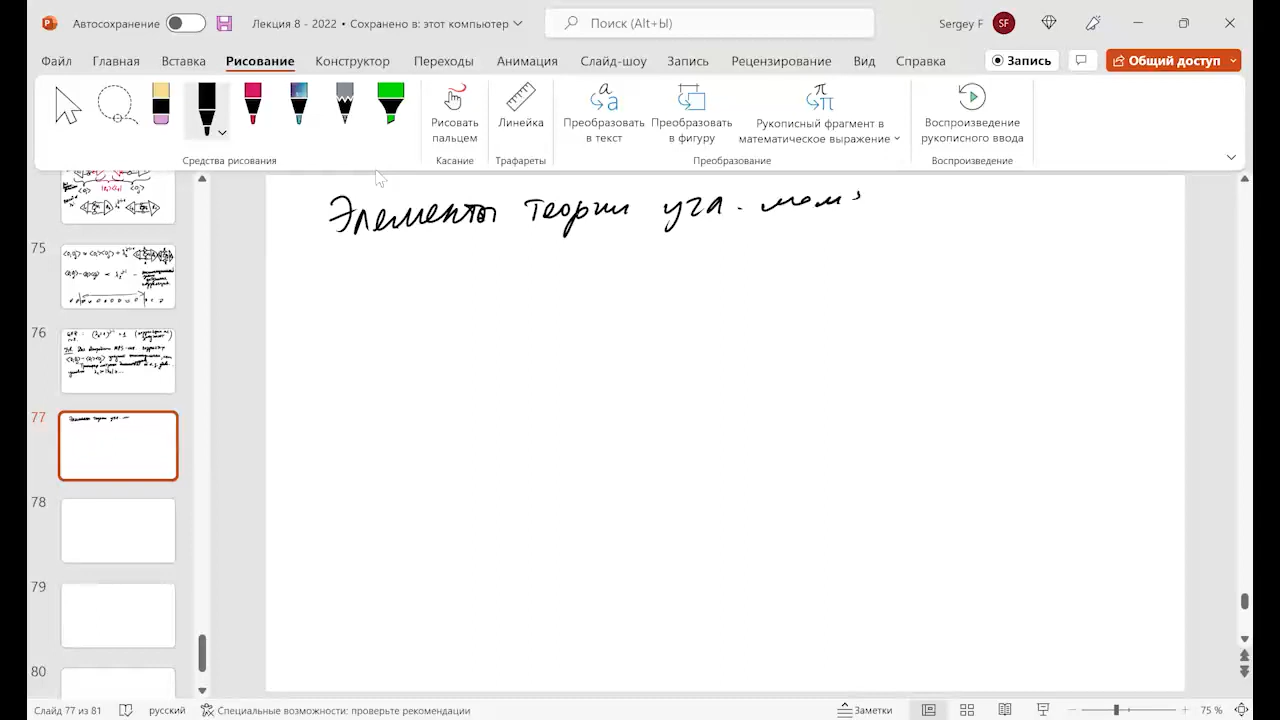 Автосохранение
Лекция 8 - 2022 • Сохранено в: этот компьютер
Поиск (Alt+Ы)
Sergey F
SF
Файл Главная Вставка Рисование Конструктор Переходы Анимация Слайд-шоу Запись Рецензирование Вид Справка
Запись
Общий доступ
Рисовать пальцем
Линейка
Преобразовать в текст
Преобразовать в фигуру
Рукописный фрагмент в математическое выражение
Воспроизведение рукописного ввода
Средства рисования
Касание
Трафареты
Преобразование
Воспроизведение
Элементы теории
75
76
77
78
79
80
Слайд 77 из 81
русский
Специальные возможности: проверьте рекомендации
Заметки
75 %